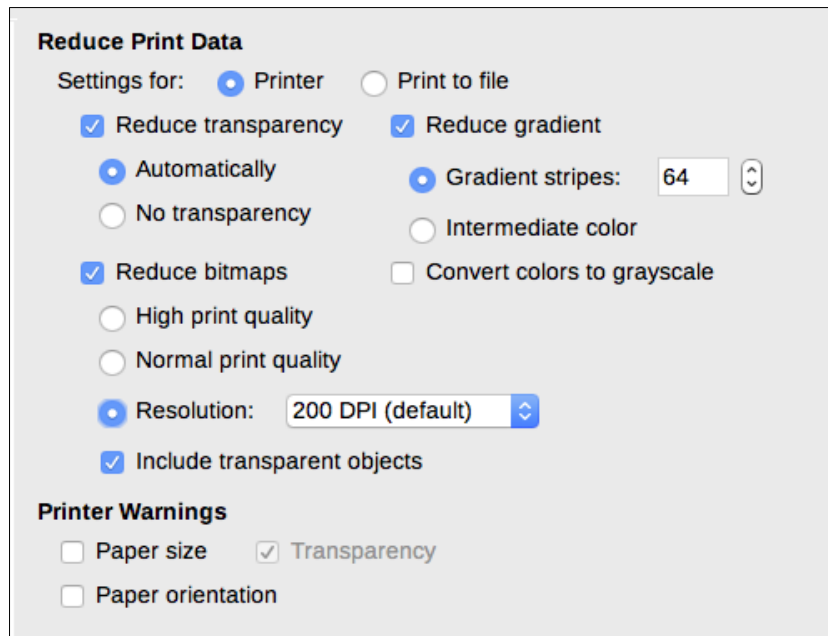 Reduce Print Data
Settings for: Printer Print to file
Reduce transparency Reduce gradient
Automatically Gradient stripes: 64
No transparency Intermediate color
Reduce bitmaps Convert colors to grayscale
High print quality
Normal print quality
Resolution: 200 DPI (default)
Include transparent objects
Printer Warnings
Paper size Transparency
Paper orientation